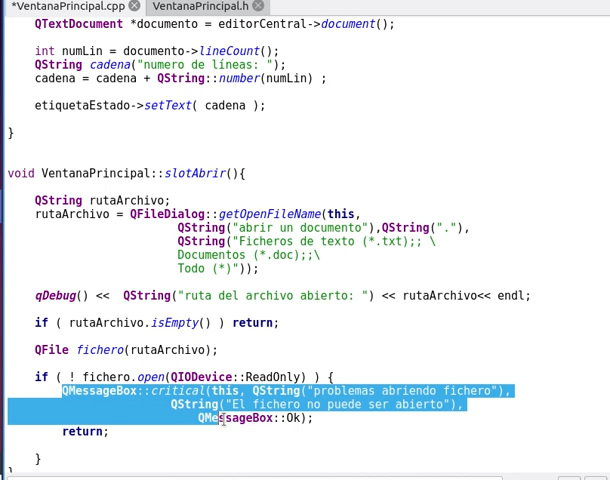 *VentanaPrincipal.cpp VentanaPrincipal.h
QTextDocument *documento = editorCentral->document();
int numLin = documento->lineCount();
QString cadena("numero de líneas: ");
cadena = cadena + QString::number(numLin) ;
etiquetaEstado->setText( cadena );
}
void VentanaPrincipal::slotAbrir(){
QString rutaArchivo;
rutaArchivo = QFileDialog::getOpenFileName(this,
QString("abrir un documento"),QString("."),
QString("Ficheros de texto (*.txt);; \
Documentos (*.doc);;\
Todo (*)"));
qDebug() << QString("ruta del archivo abierto: ") << rutaArchivo<< endl;
if ( rutaArchivo.isEmpty() ) return;
QFile fichero(rutaArchivo);
if ( ! fichero.open(QIODevice::ReadOnly) ) {
QMessageBox::critical(this, QString("problemas abriendo fichero"),
QString("El fichero no puede ser abierto"),
QMessageBox::Ok);
return;
}
}